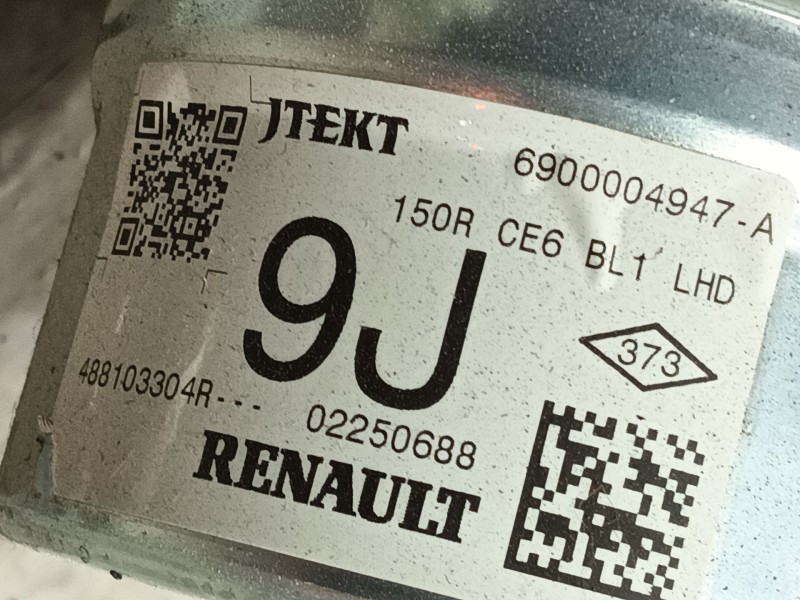 JTEKT
6900004947-A
150R CE6 BL1 LHD
9J
373
488103304R---
02250688
RENAULT